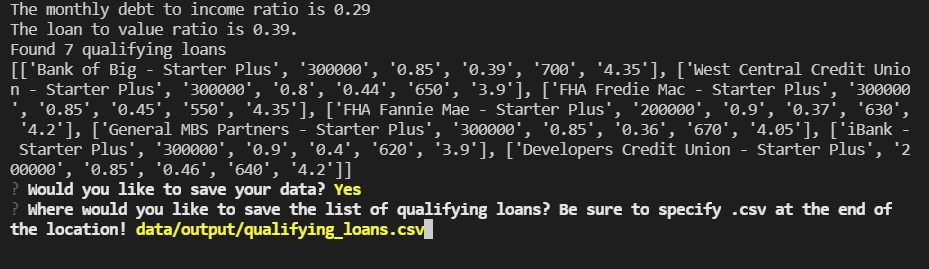 The monthly debt to income ratio is 0.29
The loan to value ratio is 0.39.
Found 7 qualifying loans
[['Bank of Big - Starter Plus', '300000', '0.85', '0.39', '700', '4.35'], ['West Central Credit Unio
n - Starter Plus', '300000', '0.8', '0.44', '650', '3.9'], ['FHA Fredie Mac - Starter Plus', '300000
', '0.85', '0.45', '550', '4.35'], ['FHA Fannie Mae - Starter Plus', '200000', '0.9', '0.37', '630',
 '4.2'], ['General MBS Partners - Starter Plus', '300000', '0.85', '0.36', '670', '4.05'], ['iBank -
 Starter Plus', '300000', '0.9', '0.4', '620', '3.9'], ['Developers Credit Union - Starter Plus', '2
00000', '0.85', '0.46', '640', '4.2']]
? Would you like to save your data? Yes
? Where would you like to save the list of qualifying loans? Be sure to specify .csv at the end of
the location! data/output/qualifying_loans.csv